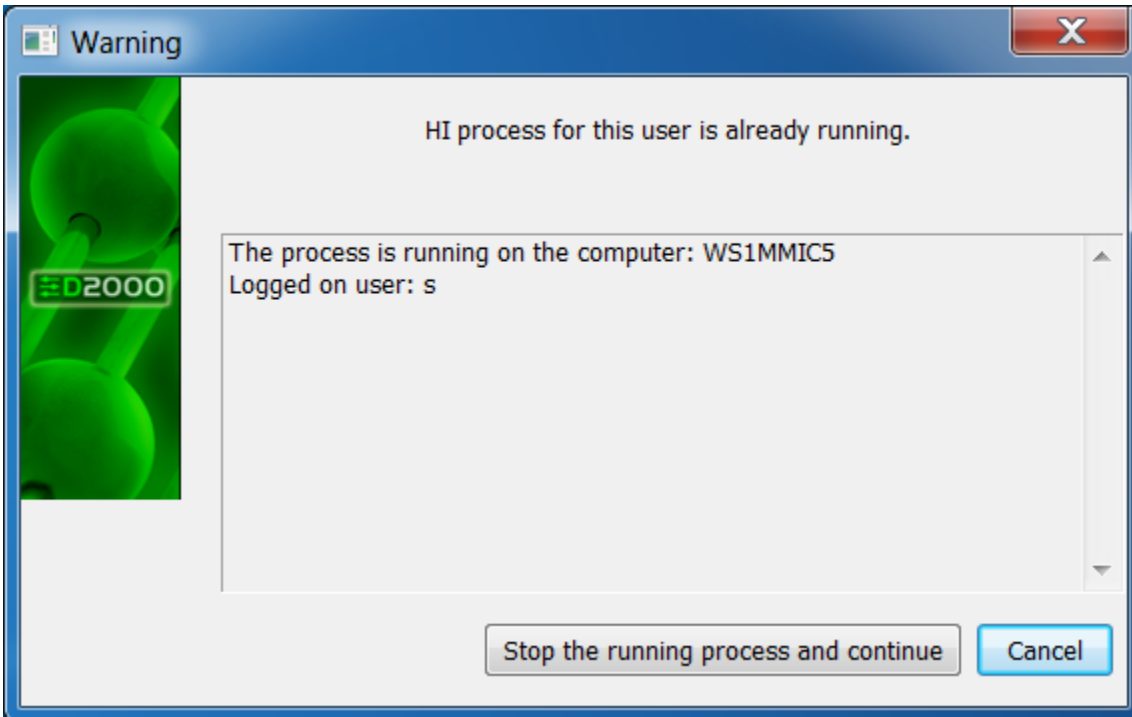 Warning
HI process for this user is already running.
The process is running on the computer: WS1MMIC5
Logged on user: s
D2000
Stop the running process and continue
Cancel